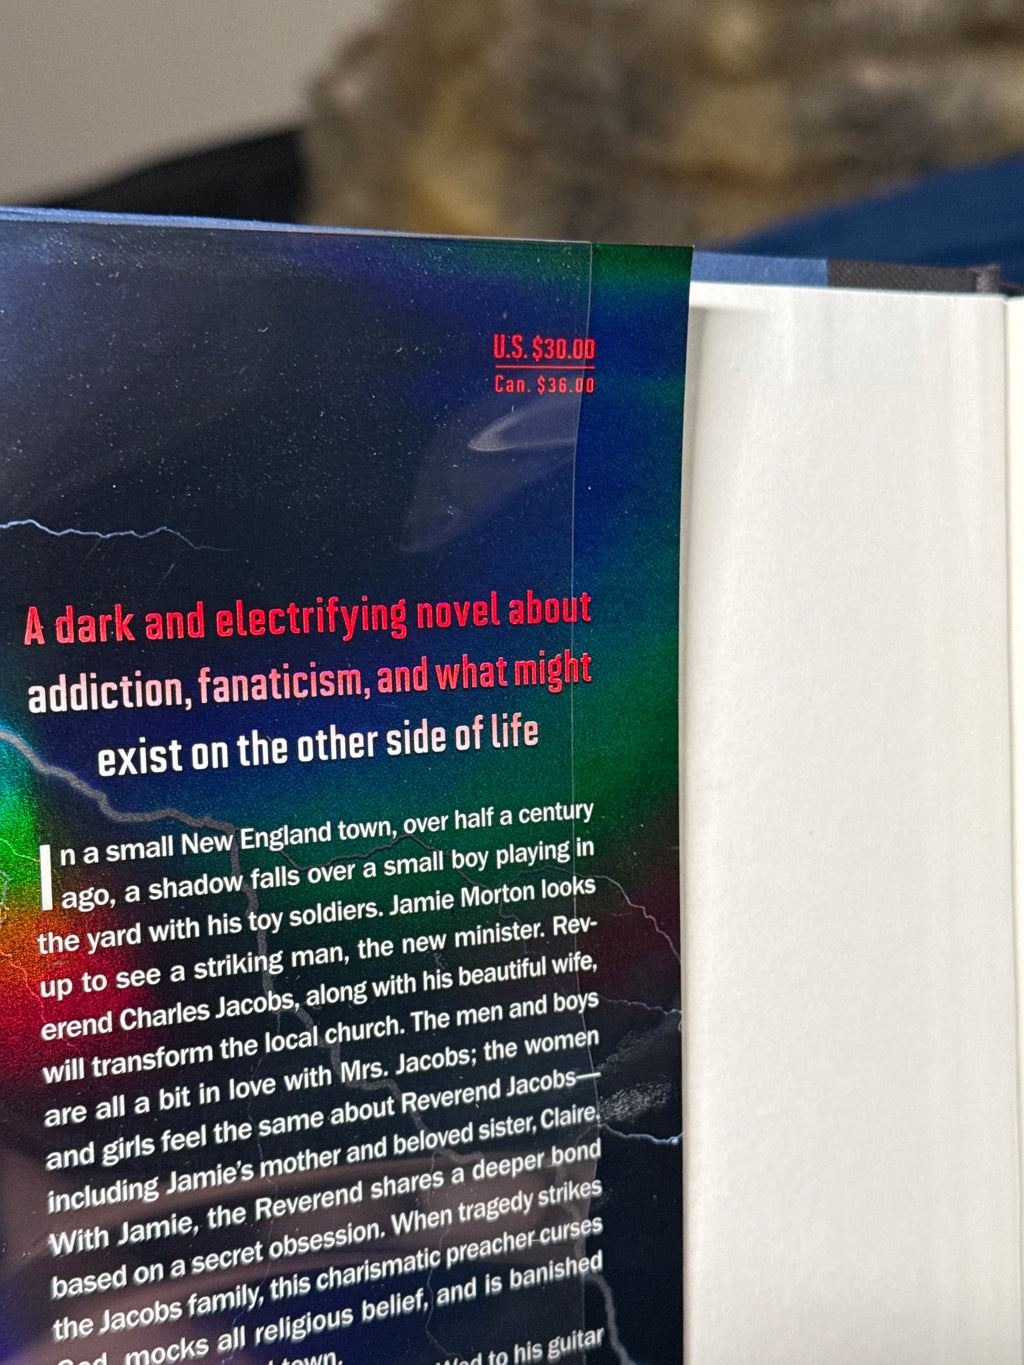 U.S. $30.00
Can. $36.00
A dark and electrifying novel about
addiction, fanaticism, and what might
exist on the other side of life
In a small New England town, over half a century
ago, a shadow falls over a small boy playing in
the yard with his toy soldiers. Jamie Morton looks
up to see a striking man, the new minister. Rev-
erend Charles Jacobs, along with his beautiful wife,
will transform the local church. The men and boys
are all a bit in love with Mrs. Jacobs; the women
and girls feel the same about Reverend Jacobs—
including Jamie's mother and beloved sister, Claire.
With Jamie, the Reverend shares a deeper bond
based on a secret obsession. When tragedy strikes
the Jacobs family, this charismatic preacher curses
God, mocks all religious belief, and is banished
town.
to his guitar